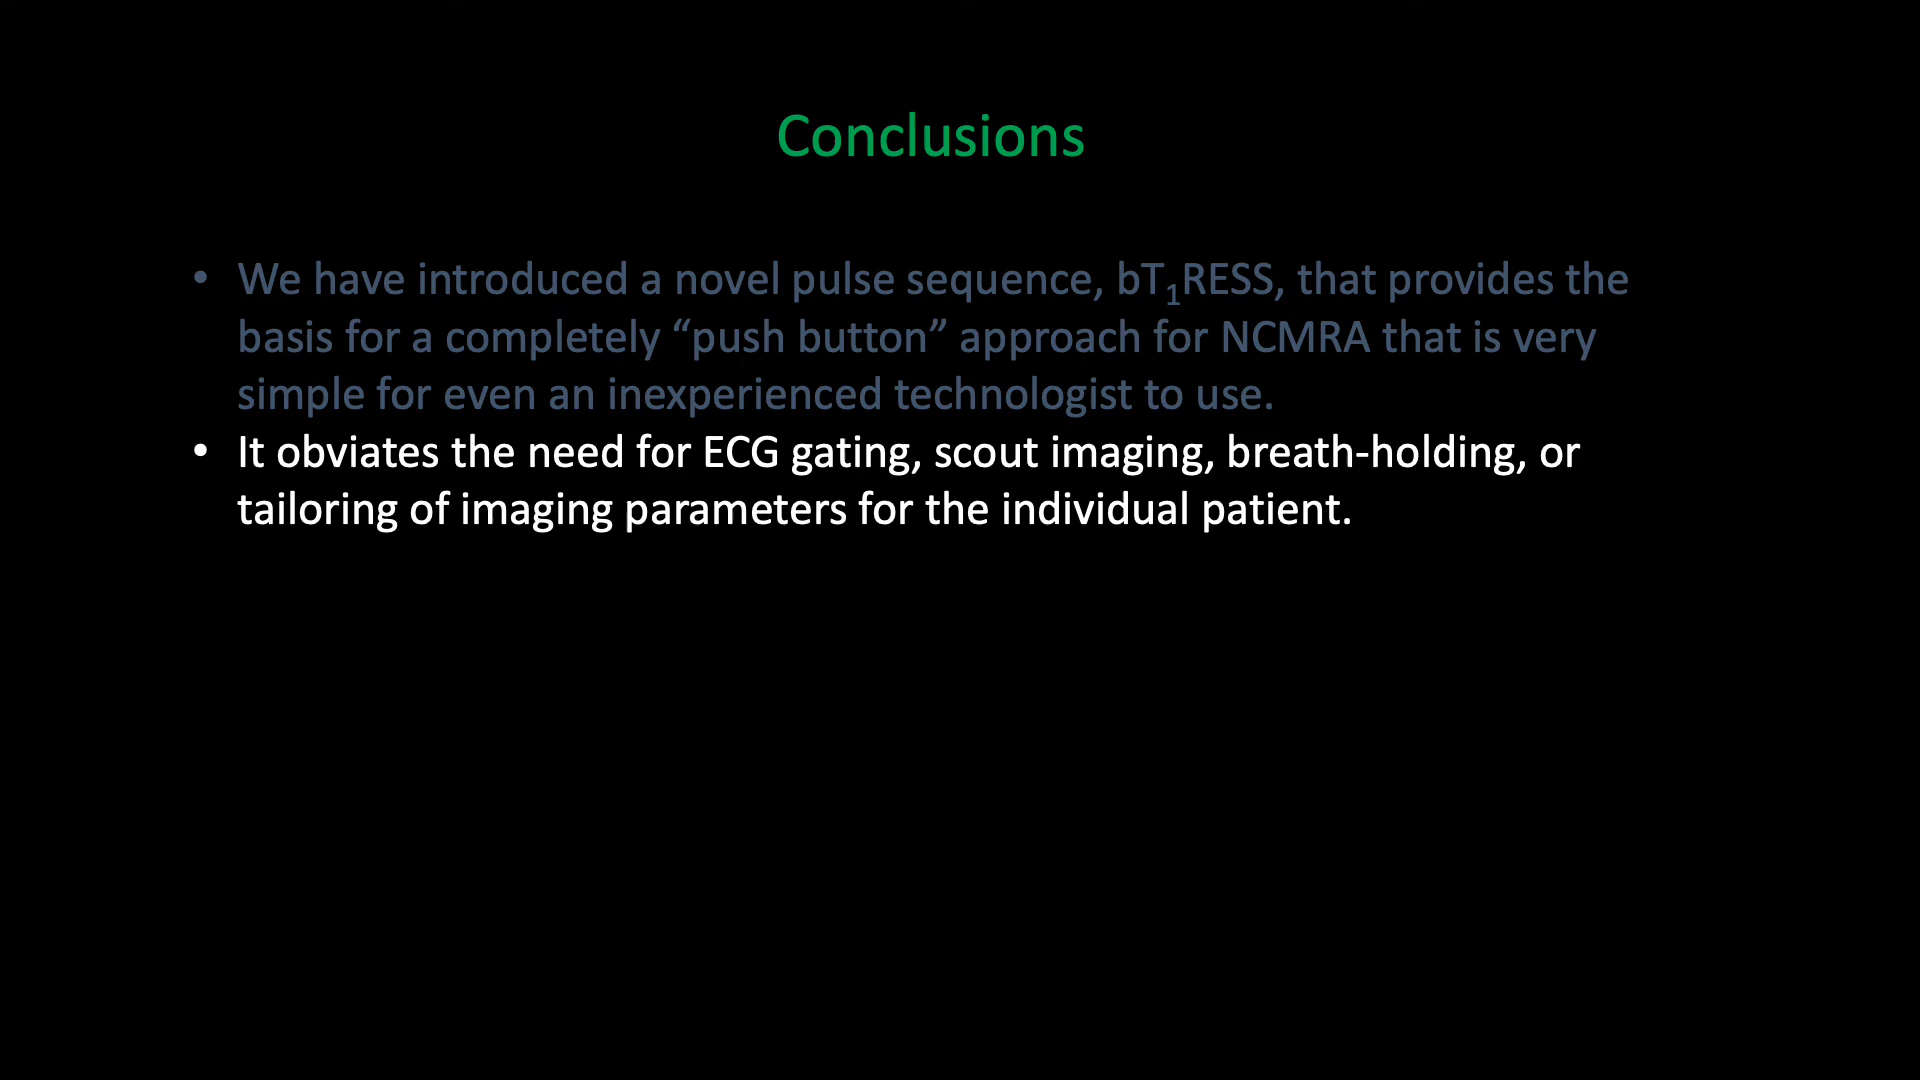 Conclusions
• We have introduced a novel pulse sequence, bT₁RESS, that provides the
basis for a completely “push button” approach for NCMRA that is very
simple for even an inexperienced technologist to use.
• It obviates the need for ECG gating, scout imaging, breath-holding, or
tailoring of imaging parameters for the individual patient.